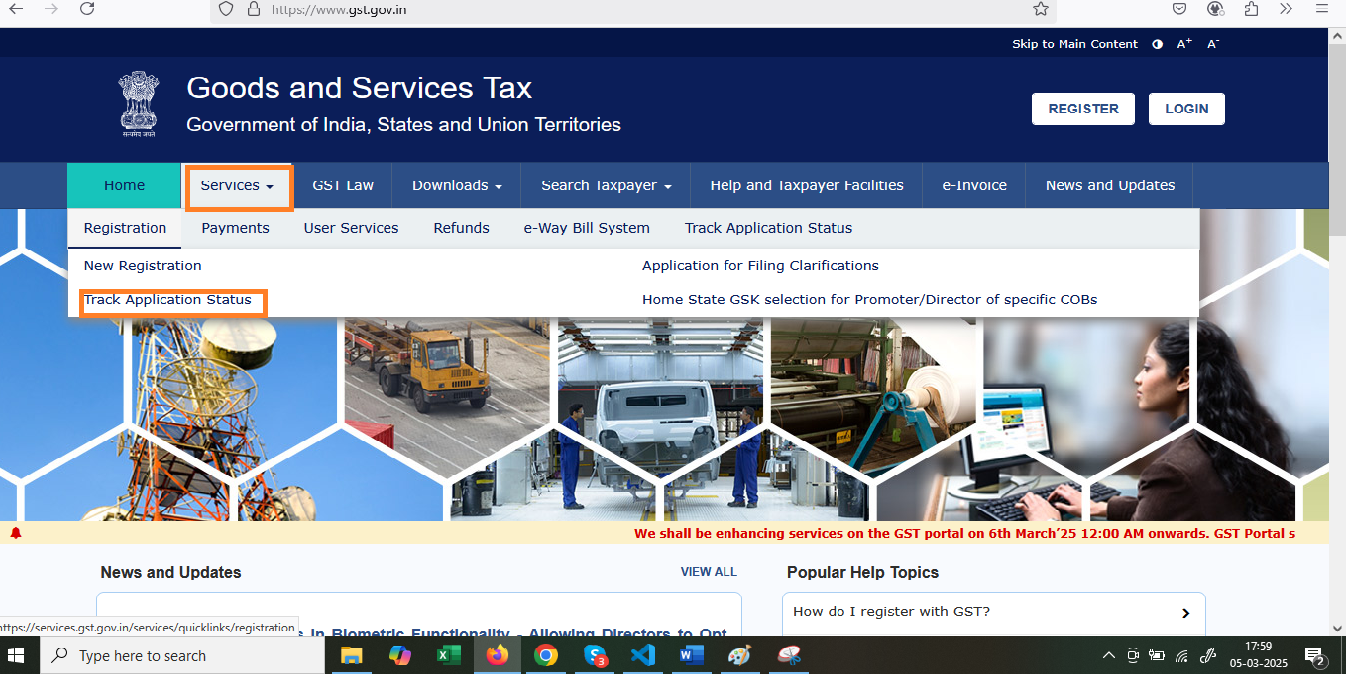 https://www.gst.gov.in
Skip to Main Content A+ A-
सत्यमेव जयते
Goods and Services Tax
Government of India, States and Union Territories
REGISTER LOGIN
Home Services GST Law Downloads Search Taxpayer Help and Taxpayer Facilities e-Invoice News and Updates
Registration Payments User Services Refunds e-Way Bill System Track Application Status
New Registration Application for Filing Clarifications
Track Application Status Home State GSK selection for Promoter/Director of specific COBs
We shall be enhancing services on the GST portal on 6th March'25 12:00 AM onwards. GST Portal s
News and Updates VIEW ALL Popular Help Topics
How do I register with GST?
https://services.gst.gov.in/services/quicklinks/registration
s in Biometric Functionality - Allowing Directors to Opt
Type here to search
3
17:59
05-03-2025
2